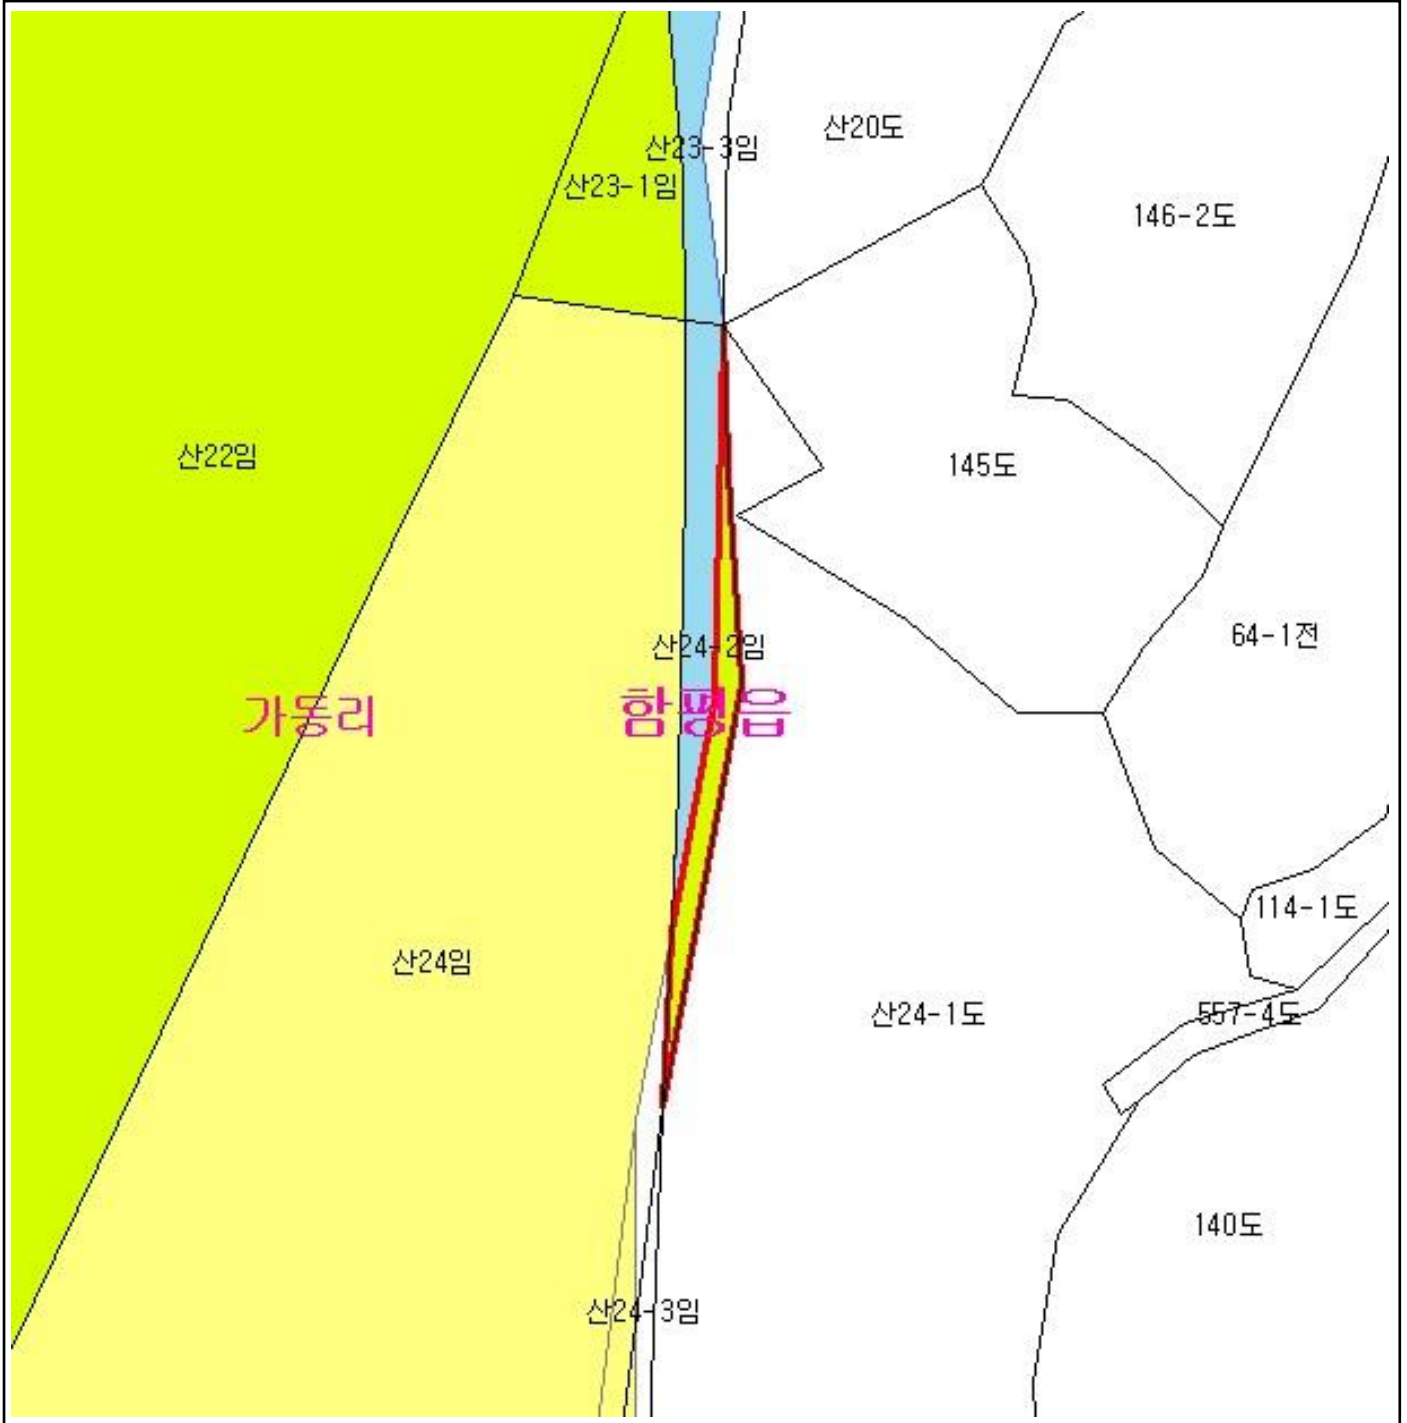 산20도
산23-3임
산23-1임
146-2도
산22임
145도
64-1전
산24-2임
가동리
함평읍
114-1도
산24임
산24-1도
557-4도
140도
산24-3임